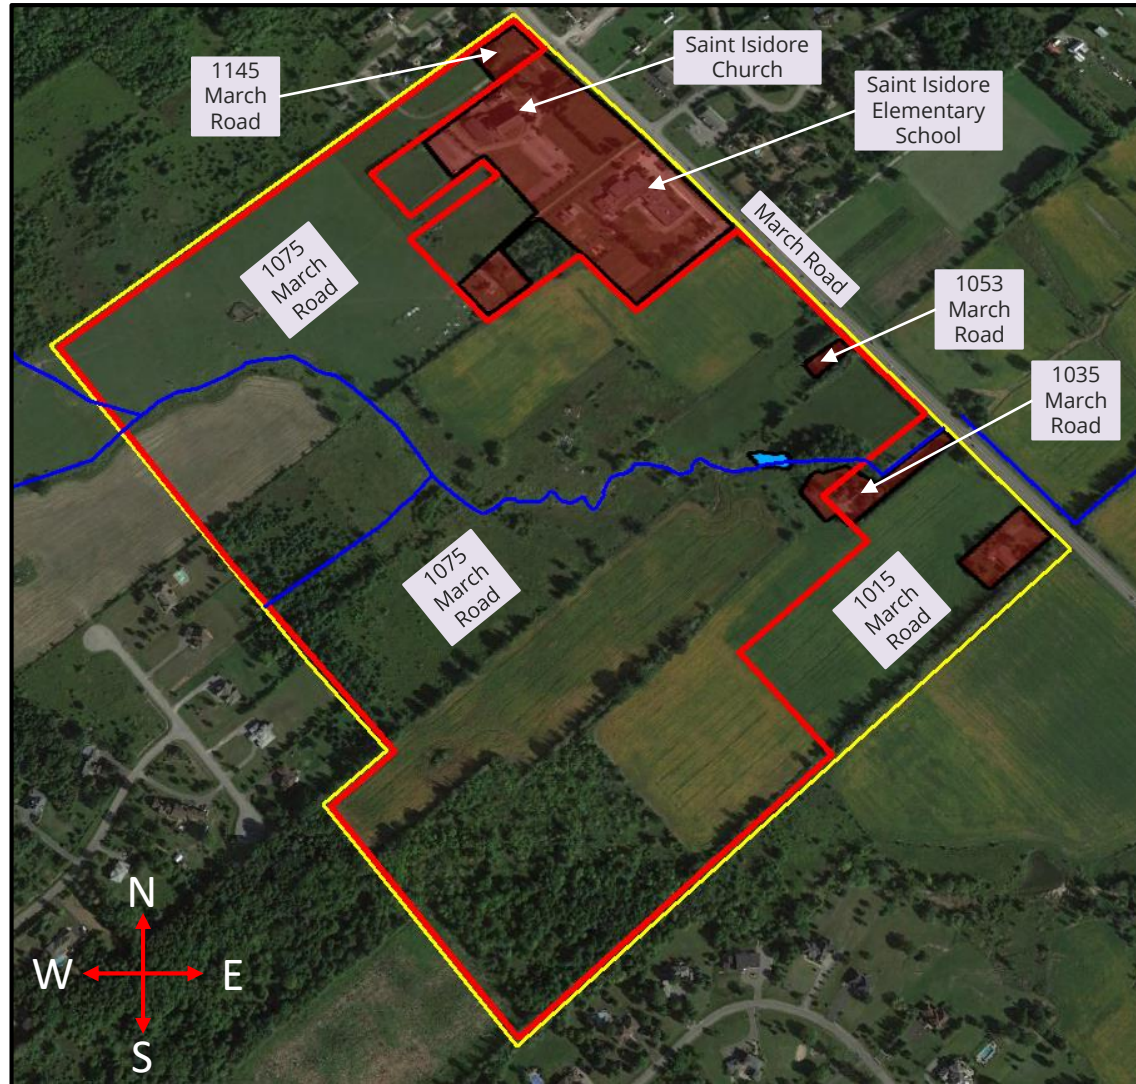 1145
March
Road
Saint Isidore
Church
Saint Isidore
Elementary
School
March Road
1075
March
Road
1053
March
Road
1035
March
Road
1075
March
Road
1015
March
Road
N
W
E
S